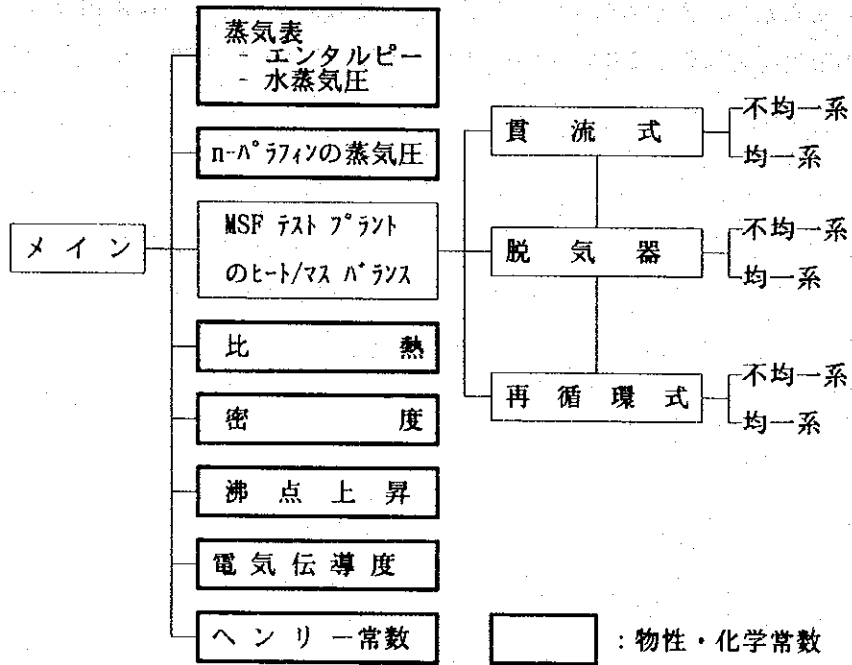 蒸気表
- エンタルピー
- 水蒸気圧
n-ﾊﾟﾗﾌｨﾝの蒸気圧
MSF ﾃｽﾄ ﾌﾟﾗﾝﾄ
のﾋｰﾄ/ﾏｽ ﾊﾞﾗﾝｽ
メイン
比 熱
密 度
沸 点 上 昇
電 気 伝 導 度
ヘ ン リ ー 常数
貫 流 式
不均一系
均一系
脱 気 器
不均一系
均一系
再 循 環 式
不均一系
均一系
：物性・化学常数